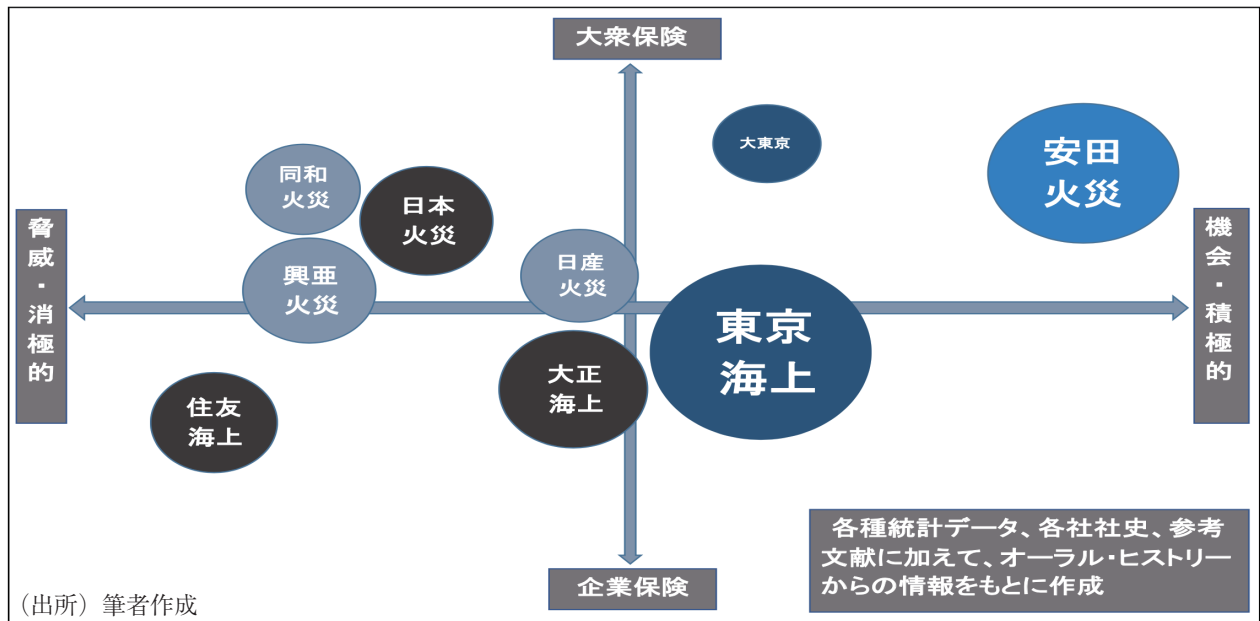 大衆保険
大東京
安田
火災
同和
火災
日本
火災
脅威・消極的
機会・積極的
興亜
火災
日産
火災
東京
海上
大正
海上
住友
海上
各種統計データ、各社社史、参考
文献に加えて、オーラル・ヒストリー
からの情報をもとに作成
企業保険
（出所）筆者作成